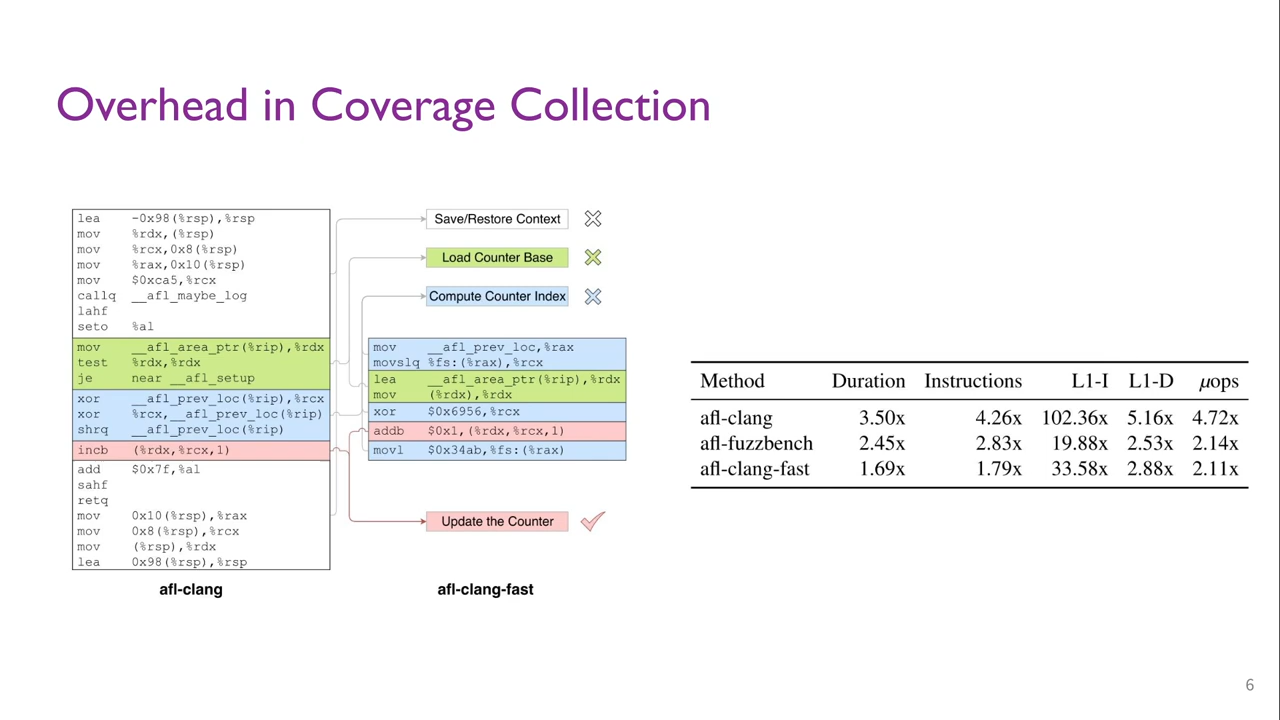 Overhead in Coverage Collection
lea -0x98(%rsp),%rsp
mov %rdx,(%rsp)
mov %rcx,0x8(%rsp)
mov %rax,0x10(%rsp)
mov $0xca5,%rcx
callq __afl_maybe_log
lahf
seto %al
mov __afl_area_ptr(%rip),%rdx
test %rdx,%rdx
je near __afl_setup
xor __afl_prev_loc(%rip),%rcx
xor %rcx,__afl_prev_loc(%rip)
shrq __afl_prev_loc(%rip)
incb (%rdx,%rcx,1)
add $0x7f,%al
sahf
retq
mov 0x10(%rsp),%rax
mov 0x8(%rsp),%rcx
mov (%rsp),%rdx
lea 0x98(%rsp),%rsp
afl-clang
Save/Restore Context
Load Counter Base
Compute Counter Index
mov __afl_prev_loc,%rax
movslq %fs:(%rax),%rcx
lea __afl_area_ptr(%rip),%rdx
mov (%rdx),%rdx
xor $0x6956,%rcx
addb $0x1,(%rdx,%rcx,1)
movl $0x34ab,%fs:(%rax)
Update the Counter
afl-clang-fast
Method Duration Instructions L1-I L1-D μops
afl-clang 3.50x 4.26x 102.36x 5.16x 4.72x
afl-fuzzbench 2.45x 2.83x 19.88x 2.53x 2.14x
afl-clang-fast 1.69x 1.79x 33.58x 2.88x 2.11x
6